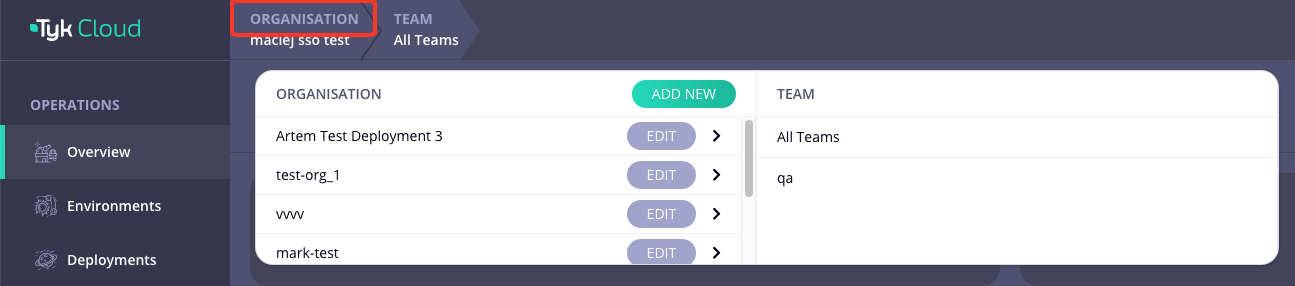 Tyk Cloud
ORGANISATION
maciej sso test
TEAM
All Teams
OPERATIONS
Overview
Environments
Deployments
ORGANISATION
ADD NEW
Artem Test Deployment 3
EDIT
test-org_1
EDIT
vvvv
EDIT
mark-test
EDIT
TEAM
All Teams
qa